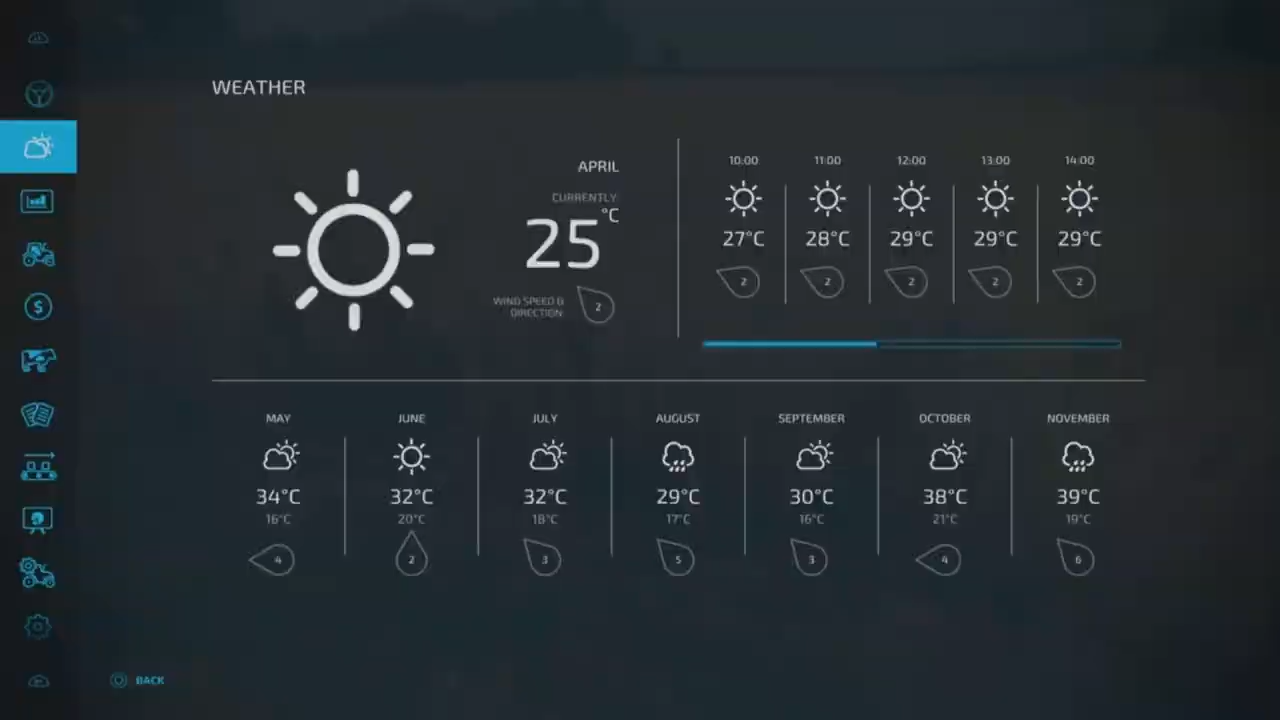 WEATHER
APRIL
CURRENTLY
25°C
WIND SPEED &
DIRECTION
2
10:00 11:00 12:00 13:00 14:00
27°C 28°C 29°C 29°C 29°C
2 2 2 2 2
MAY JUNE JULY AUGUST SEPTEMBER OCTOBER NOVEMBER
34°C 32°C 32°C 29°C 30°C 38°C 39°C
16°C 20°C 18°C 17°C 16°C 21°C 19°C
4 2 3 5 3 4 6
BACK